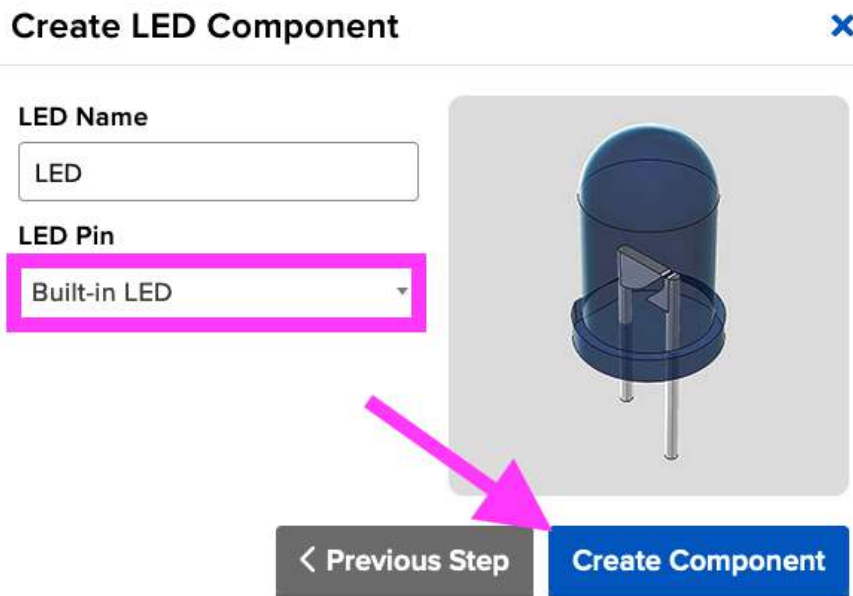 Create LED Component
LED Name
LED
LED Pin
Built-in LED
Previous Step
Create Component